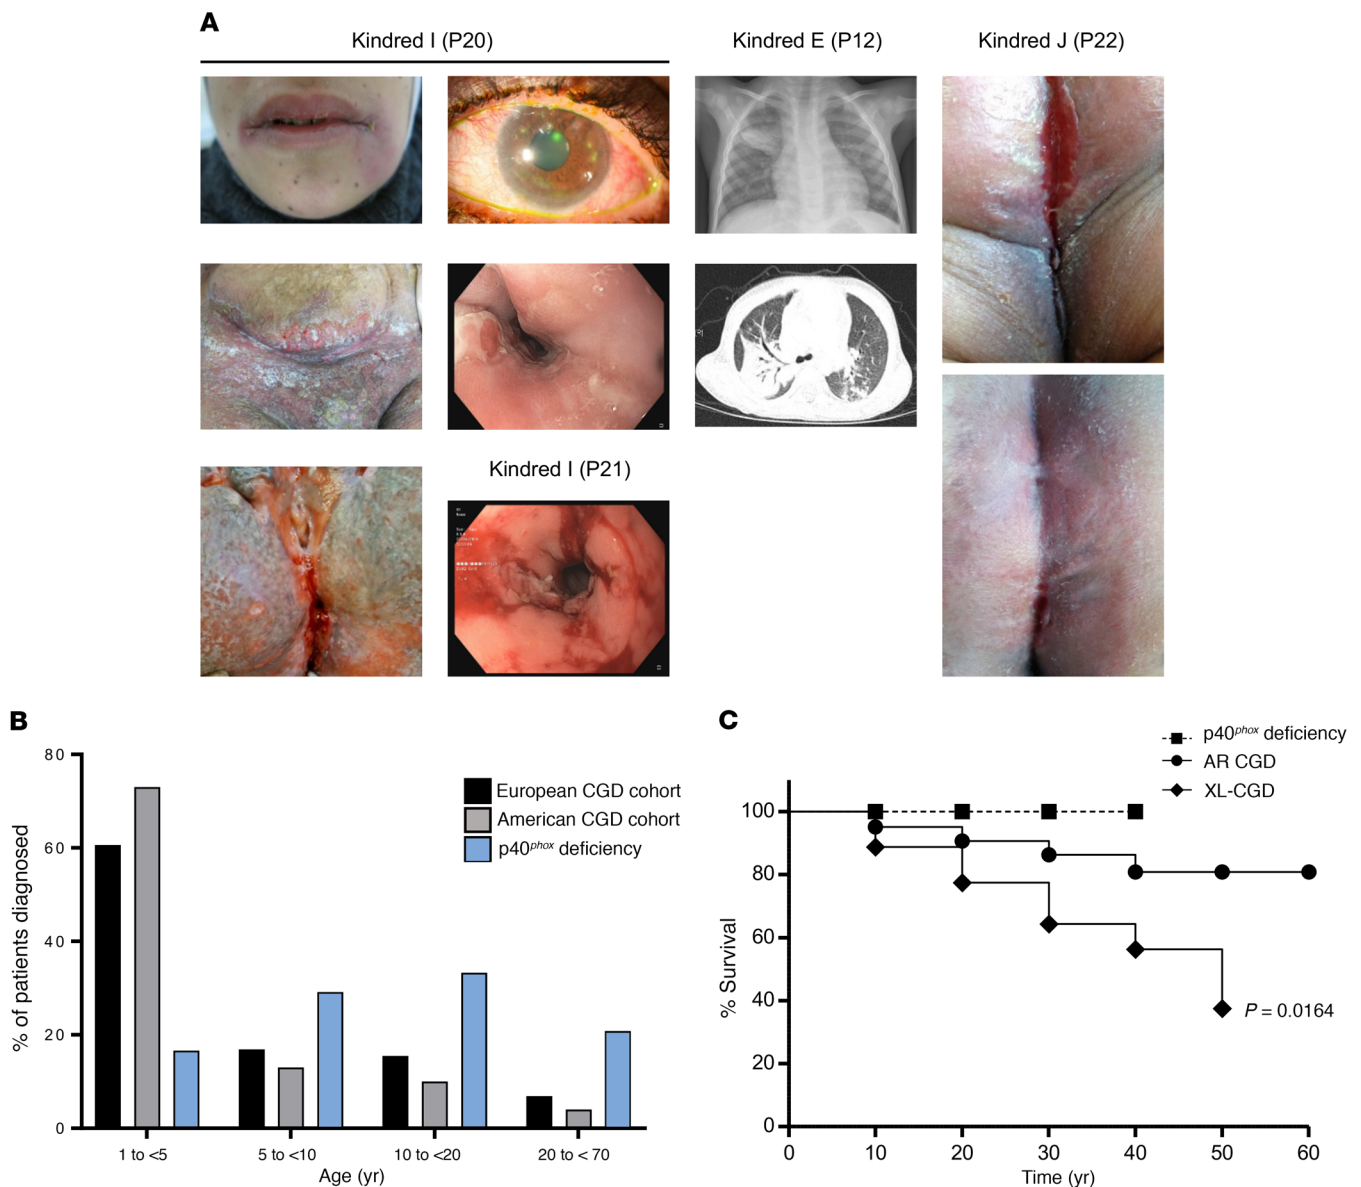 A
Kindred I (P20)
Kindred E (P12)
Kindred J (P22)
Kindred I (P21)
B
80
60
40
20
0
% of patients diagnosed
European CGD cohort
American CGD cohort
p40phox deficiency
1 to <5
5 to <10
10 to <20
20 to < 70
Age (yr)
C
p40phox deficiency
AR CGD
XL-CGD
100
80
60
40
20
0
% Survival
P = 0.0164
0
10
20
30
40
50
60
Time (yr)